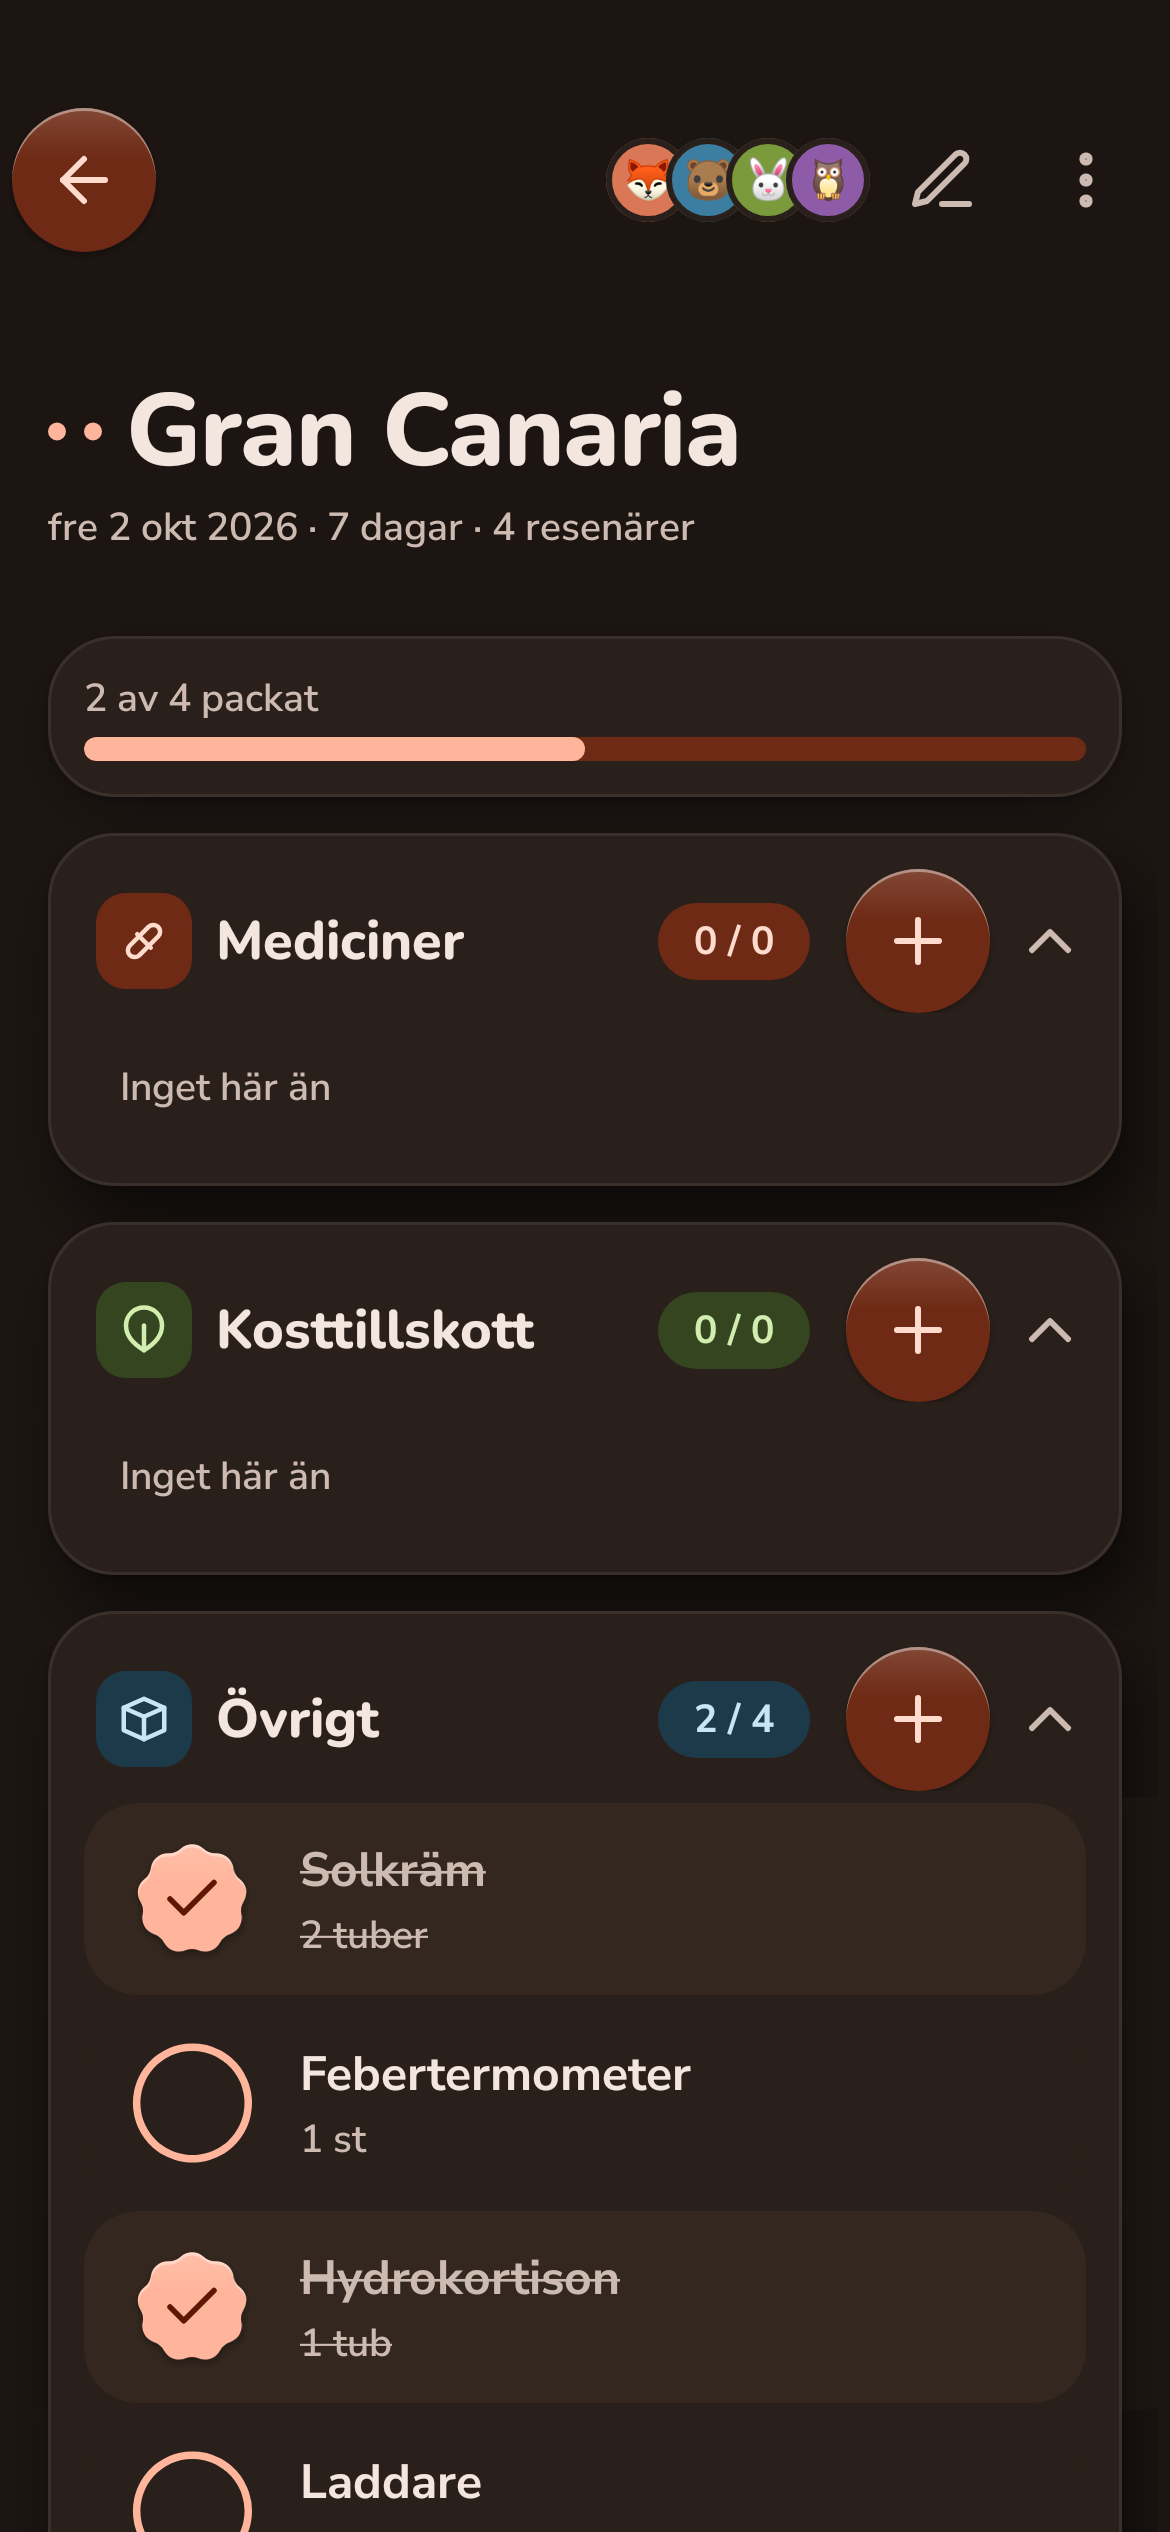 Gran Canaria
fre 2 okt 2026 · 7 dagar · 4 resenärer
2 av 4 packat
Mediciner
0 / 0
Inget här än
Kosttillskott
0 / 0
Inget här än
Övrigt
2 / 4
Solkräm
2 tuber
Febertermometer
1 st
Hydrokortison
1 tub
Laddare